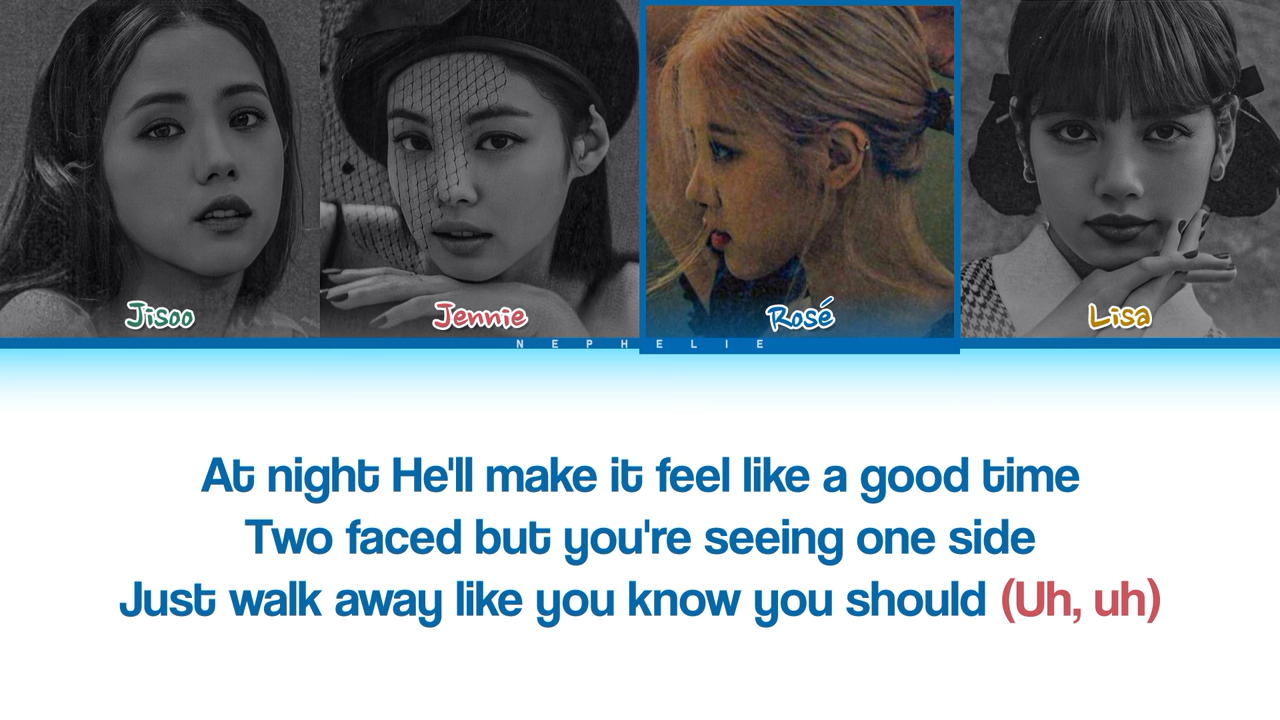 Jisoo
Jennie
Rosé
Lisa
NEPHELIE
At night He'll make it feel like a good time
Two faced but you're seeing one side
Just walk away like you know you should (Uh, uh)